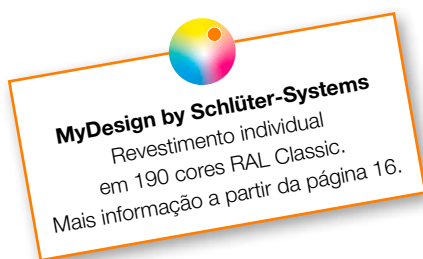 MyDesign by Schlüter-Systems
Revestimento individual
em 190 cores RAL Classic.
Mais informação a partir da página 16.